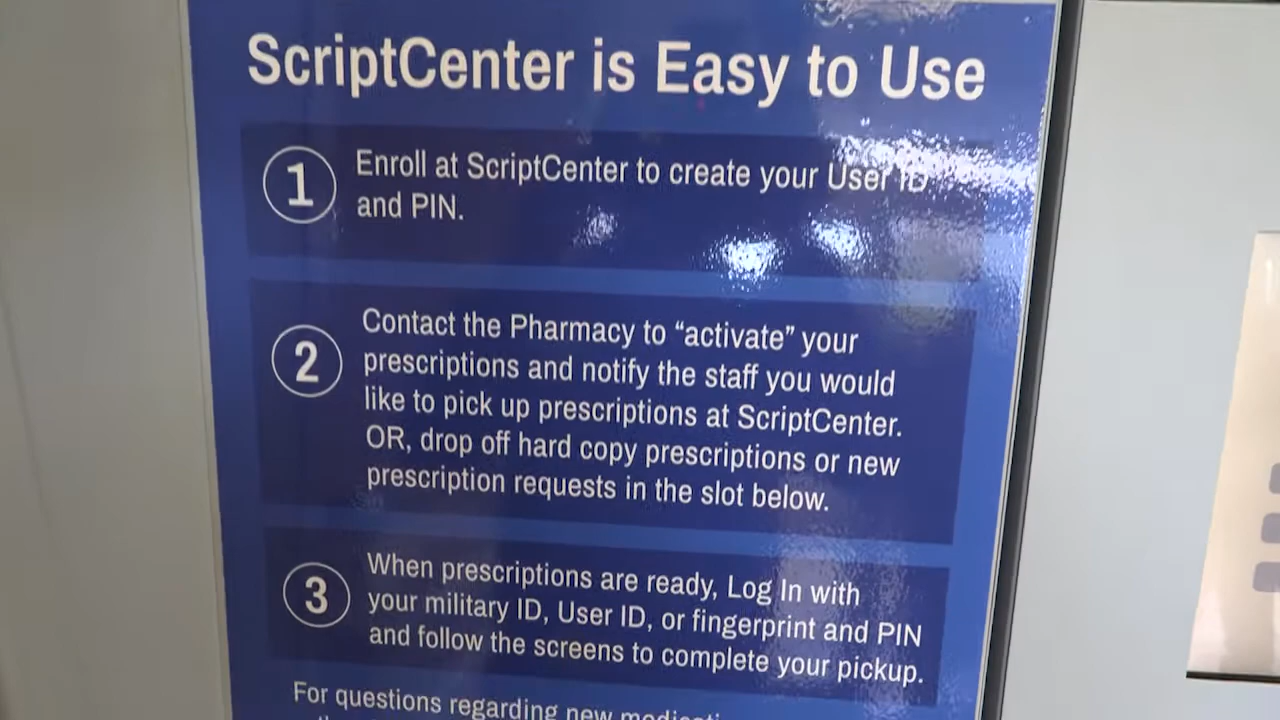 ScriptCenter is Easy to Use
1
Enroll at ScriptCenter to create your User ID
and PIN.
2
Contact the Pharmacy to “activate” your
prescriptions and notify the staff you would
like to pick up prescriptions at ScriptCenter.
OR, drop off hard copy prescriptions or new
prescription requests in the slot below.
3
When prescriptions are ready, Log In with
your military ID, User ID, or fingerprint and PIN
and follow the screens to complete your pickup.
For questions regarding new